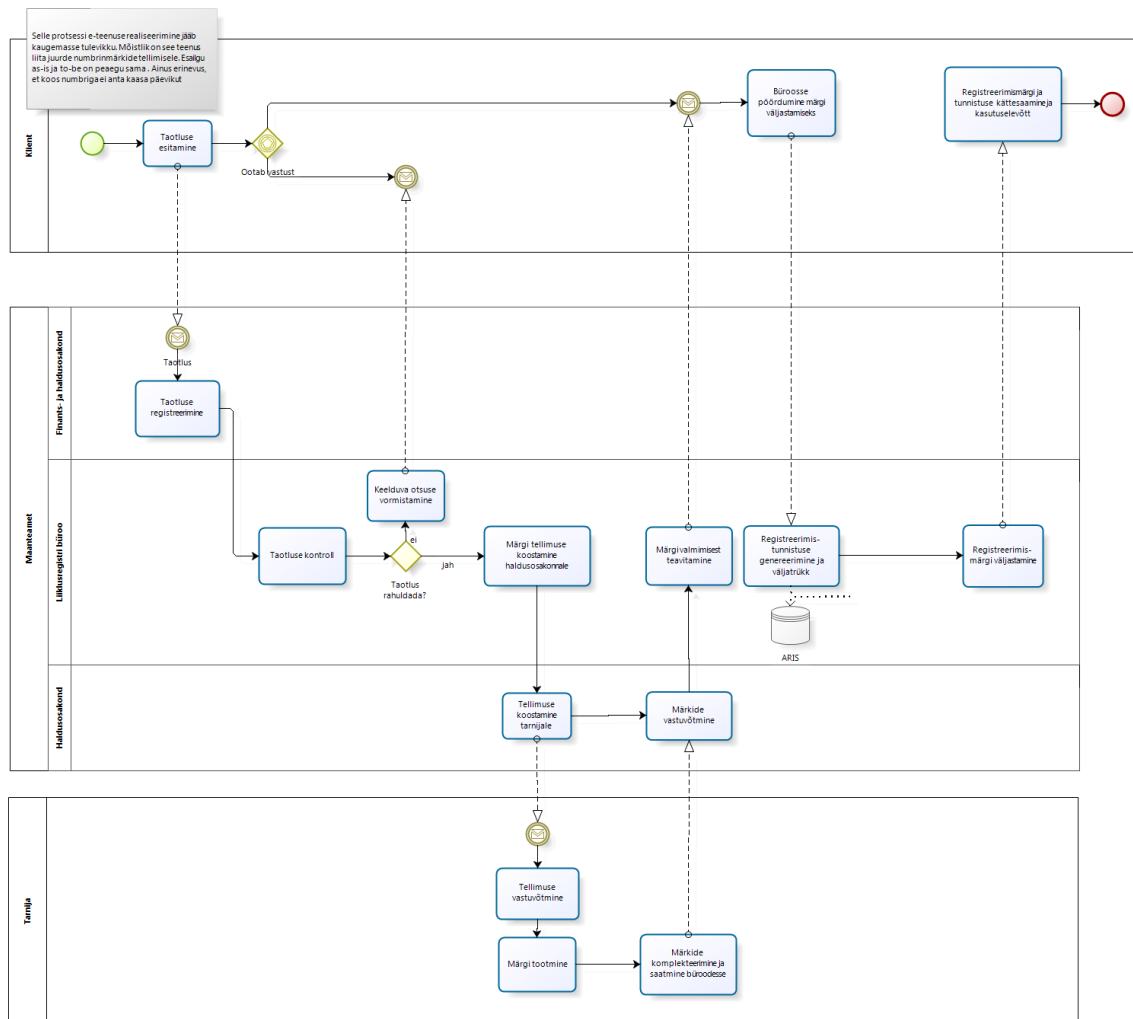 Selle protsessi e-teenuse realiseerimine jääb
kaugemasse tulevikku. Mõistlik on see teenus
liita juurde numbrinmärkide tellimisele. Esialgu
as-is ja to-be on peaegu sama . Ainus erinevus,
et koos numbriga ei anta kaasa päevikut
Klient
Taotluse
esitamine
Ootab vastust
Büroosse
pöördumine märgi
väljastamiseks
Registreerimismärgi ja
tunnistuse kättesaamine ja
kasutuselevõtt
Maanteamet
Finants- ja haldusosakond
Taotlus
Taotluse
registreerimine
Liiklusregistri büroo
Keelduva otsuse
vormistamine
ei
Taotluse kontroll
jah
Taotlus
rahuldada?
Märgi tellimuse
koostamine
haldusosakonnale
Märgi valmimisest
teavitamine
Registreerimis-
tunnistuse
genereerimine ja
väljatrükk
Registreerimis-
märgi väljastamine
ARIS
Haldusosakond
Tellimuse
koostamine
tarnijale
Märkide
vastuvõtmine
Tarnija
Tellimuse
vastuvõtmine
Märgi tootmine
Märkide
komplekteerimine ja
saatmine büroodesse